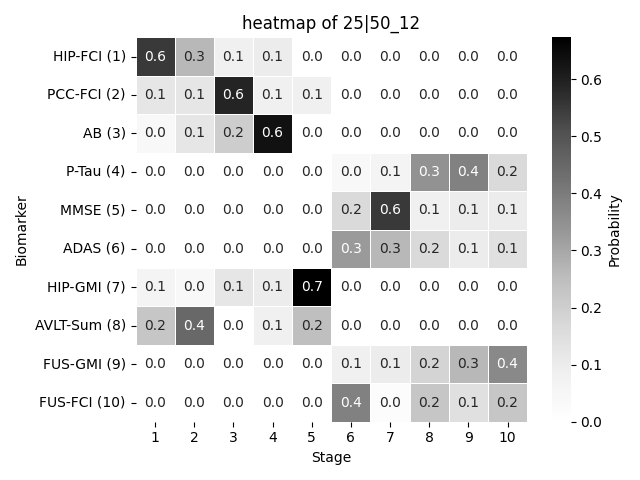 heatmap of 25|50_12
HIP-FCI (1) 0.6 0.3 0.1 0.1 0.0 0.0 0.0 0.0 0.0 0.0
PCC-FCI (2) 0.1 0.1 0.6 0.1 0.1 0.0 0.0 0.0 0.0 0.0
AB (3) 0.0 0.1 0.2 0.6 0.0 0.0 0.0 0.0 0.0 0.0
P-Tau (4) 0.0 0.0 0.0 0.0 0.0 0.0 0.1 0.3 0.4 0.2
MMSE (5) 0.0 0.0 0.0 0.0 0.0 0.2 0.6 0.1 0.1 0.1
ADAS (6) 0.0 0.0 0.0 0.0 0.0 0.3 0.3 0.2 0.1 0.1
HIP-GMI (7) 0.1 0.0 0.1 0.1 0.7 0.0 0.0 0.0 0.0 0.0
AVLT-Sum (8) 0.2 0.4 0.0 0.1 0.2 0.0 0.0 0.0 0.0 0.0
FUS-GMI (9) 0.0 0.0 0.0 0.0 0.0 0.1 0.1 0.2 0.3 0.4
FUS-FCI (10) 0.0 0.0 0.0 0.0 0.0 0.4 0.0 0.2 0.1 0.2
1 2 3 4 5 6 7 8 9 10
Stage
Biomarker
0.6
0.5
0.4
0.3
0.2
0.1
0.0
Probability